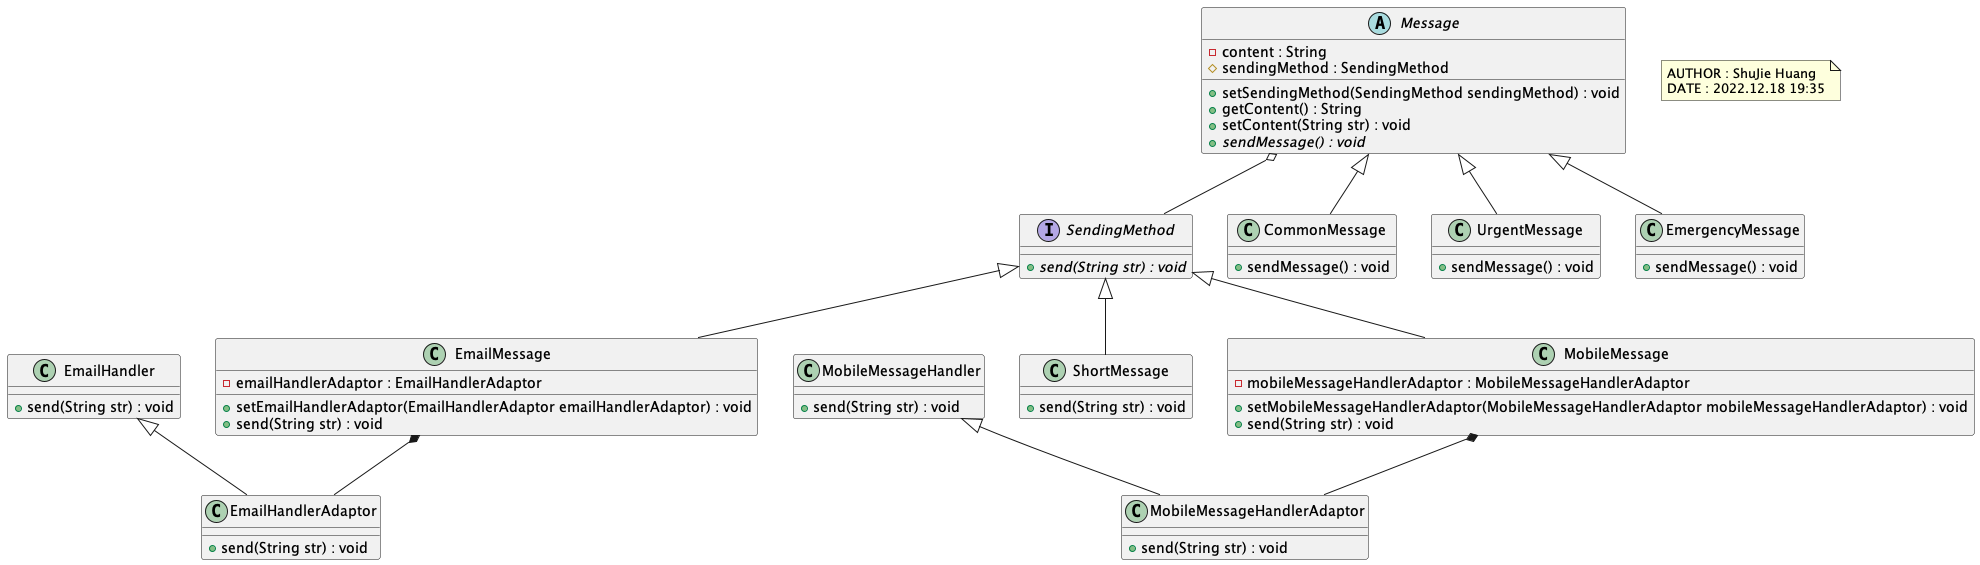 A Message
content : String
sendingMethod : SendingMethod
setSendingMethod(SendingMethod sendingMethod) : void
getContent() : String
setContent(String str) : void
sendMessage() : void
AUTHOR : ShuJie Huang
DATE : 2022.12.18 19:35
I SendingMethod
send(String str) : void
C CommonMessage
sendMessage() : void
C UrgentMessage
sendMessage() : void
C EmergencyMessage
sendMessage() : void
C EmailHandler
send(String str) : void
C EmailMessage
emailHandlerAdaptor : EmailHandlerAdaptor
setEmailHandlerAdaptor(EmailHandlerAdaptor emailHandlerAdaptor) : void
send(String str) : void
C MobileMessageHandler
send(String str) : void
C ShortMessage
send(String str) : void
C MobileMessage
mobileMessageHandlerAdaptor : MobileMessageHandlerAdaptor
setMobileMessageHandlerAdaptor(MobileMessageHandlerAdaptor mobileMessageHandlerAdaptor) : void
send(String str) : void
C EmailHandlerAdaptor
send(String str) : void
C MobileMessageHandlerAdaptor
send(String str) : void